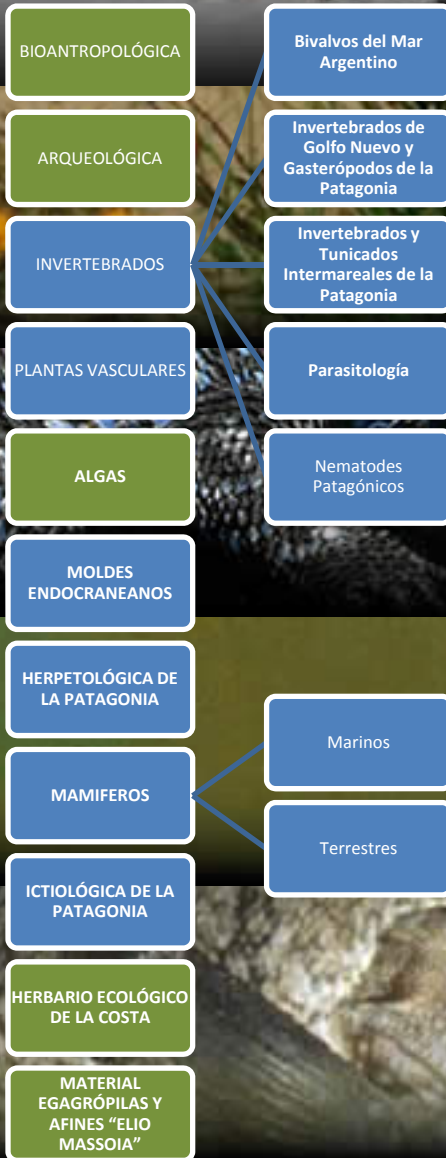 BIOANTROPOLÓGICA
ARQUEOLÓGICA
INVERTEBRADOS
PLANTAS VASCULARES
ALGAS
MOLDES
ENDOCRANEANOS
HERPETOLÓGICA DE
LA PATAGONIA
MAMIFEROS
ICTIOLÓGICA DE LA
PATAGONIA
HERBARIO ECOLÓGICO
DE LA COSTA
MATERIAL
EGAGRÓPILAS Y
AFINES “ELIO
MASSOIA”
Bivalvos del Mar
Argentino
Invertebrados de
Golfo Nuevo y
Gasterópodos de la
Patagonia
Invertebrados y
Tunicados
Intermareales de la
Patagonia
Parasitología
Nematodes
Patagónicos
Marinos
Terrestres